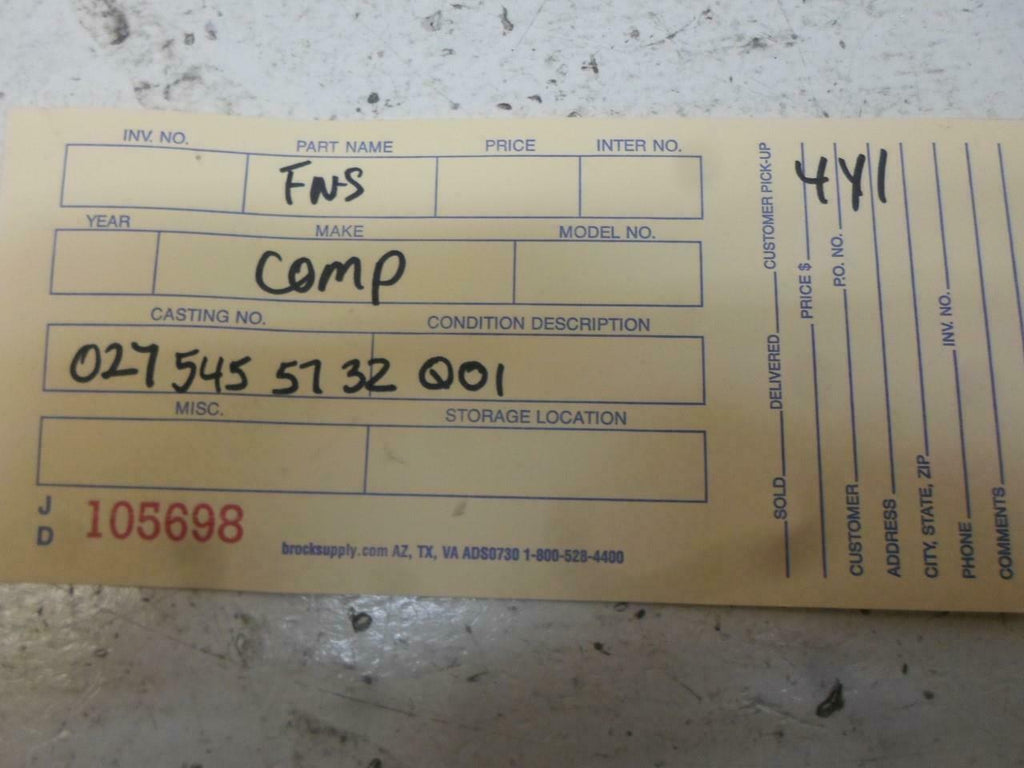 INV. NO. PART NAME PRICE INTER NO.
FNS
YEAR MAKE MODEL NO.
COMP
CASTING NO. CONDITION DESCRIPTION
027 545 57 32 Q01
MISC. STORAGE LOCATION
J
D
105698
brocksupply.com AZ, TX, VA ADS0730 1-800-528-4400
SOLD DELIVERED CUSTOMER PICK-UP
PRICE $
441
CUSTOMER P.O. NO.
ADDRESS
CITY, STATE, ZIP
PHONE INV. NO.
COMMENTS